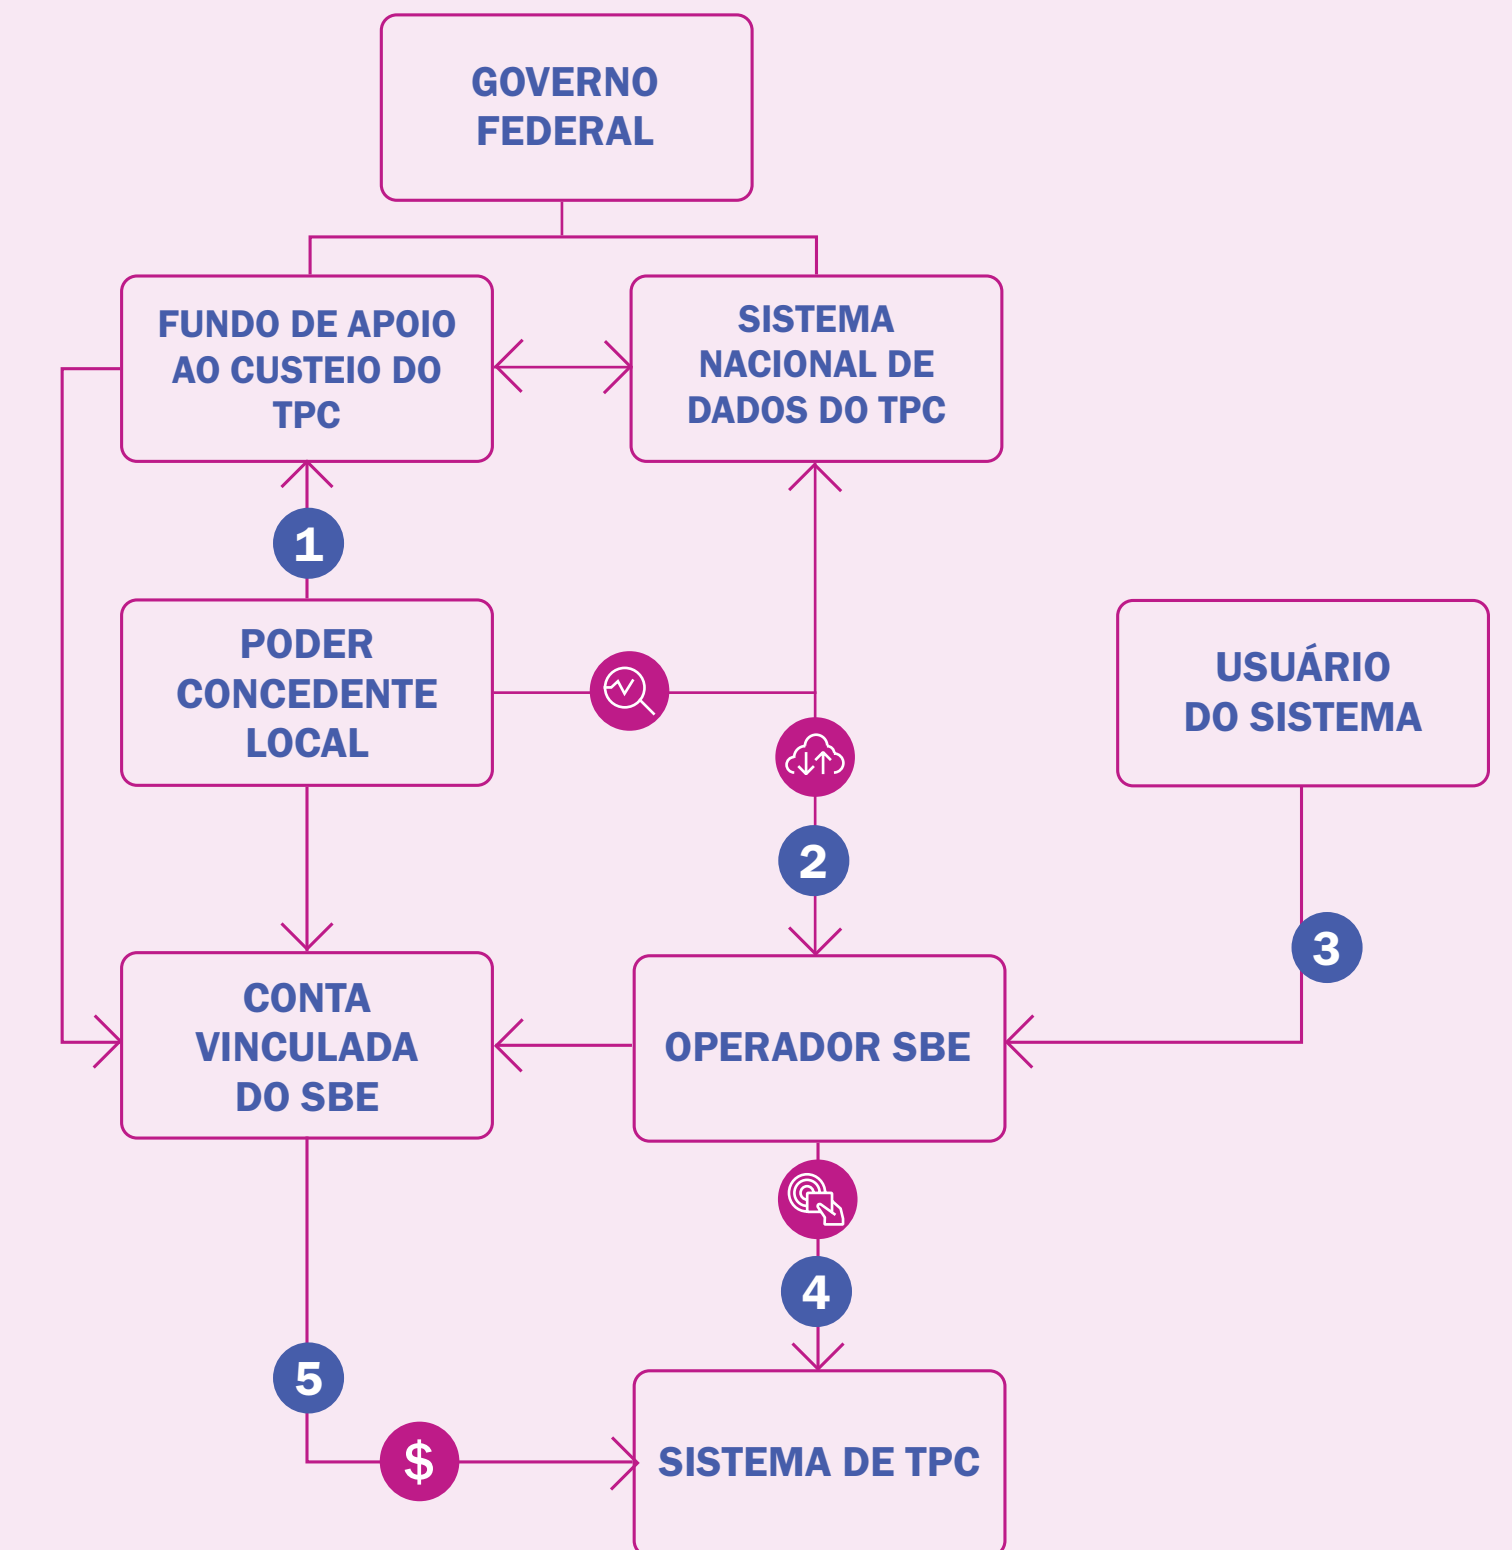 GOVERNO
FEDERAL
FUNDO DE APOIO
AO CUSTEIO DO
TPC
SISTEMA
NACIONAL DE
DADOS DO TPC
1
PODER
CONCEDENTE
LOCAL
USUÁRIO
DO SISTEMA
2
3
CONTA
VINCULADA
DO SBE
OPERADOR SBE
4
5
$
SISTEMA DE TPC